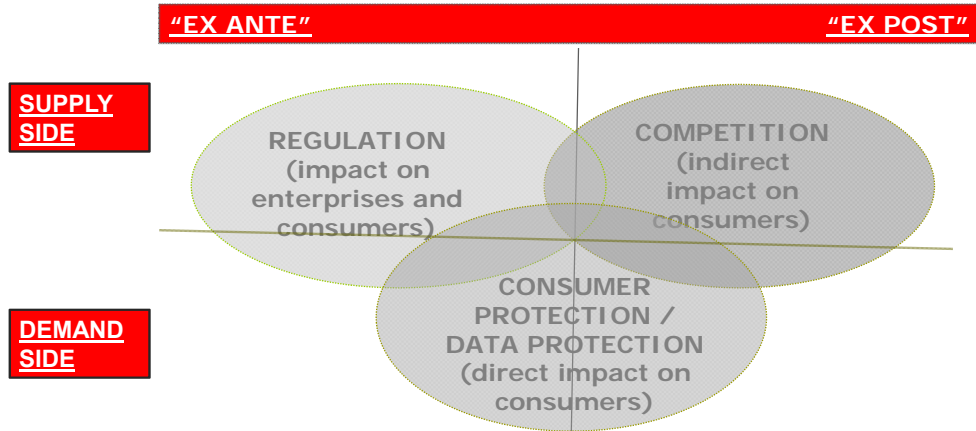 “EX ANTE” “EX POST”
SUPPLY
SIDE
REGULATION
(impact on
enterprises and
consumers)
COMPETITION
(indirect
impact on
consumers)
DEMAND
SIDE
CONSUMER
PROTECTION /
DATA PROTECTION
(direct impact on
consumers)